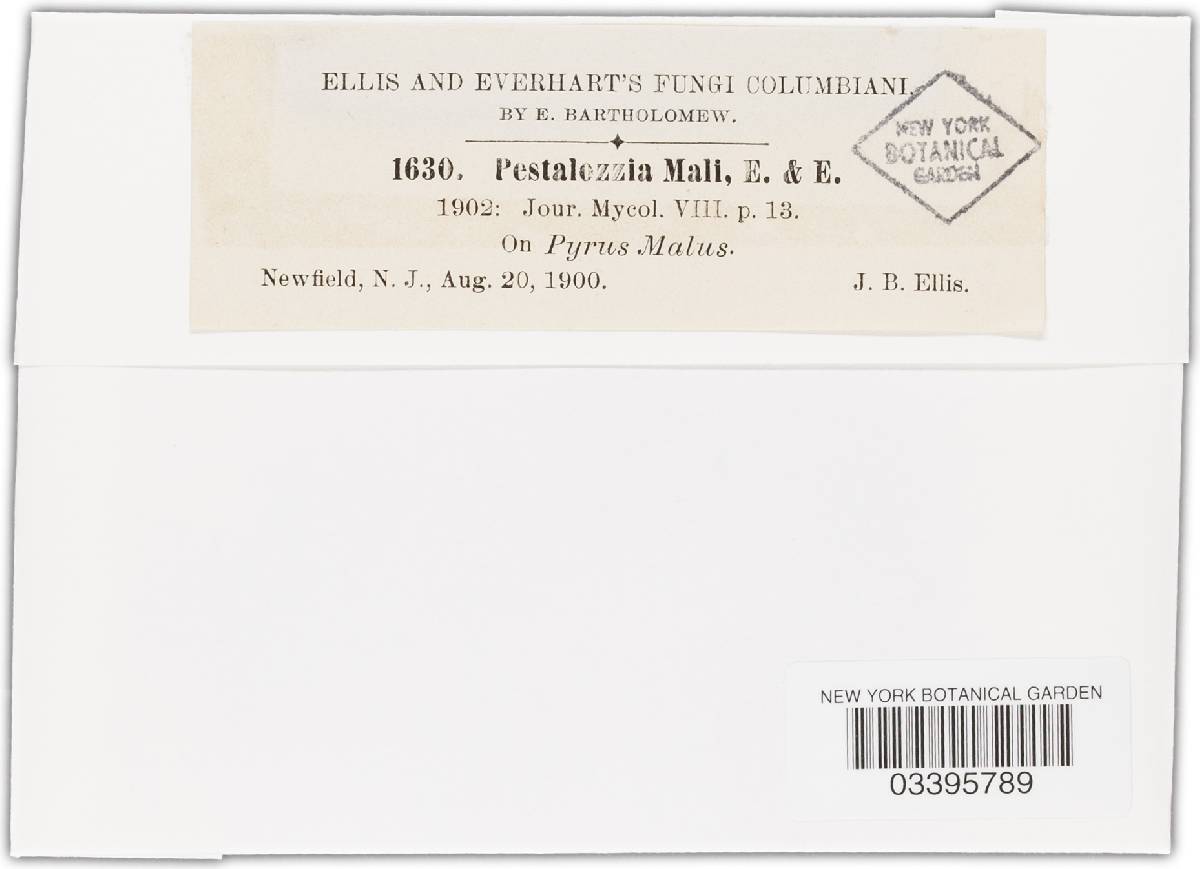 ELLIS AND EVERHART'S FUNGI COLUMBIANI.
BY E. BARTHOLOMEW.
1630. Pestalozzia Mali, E. & E.
1902: Jour. Mycol. VIII. p. 13.
On Pyrus Malus.
Newfield, N. J., Aug. 20, 1900. J. B. Ellis.
NEW YORK
BOTANICAL
GARDEN
NEW YORK BOTANICAL GARDEN
03395789